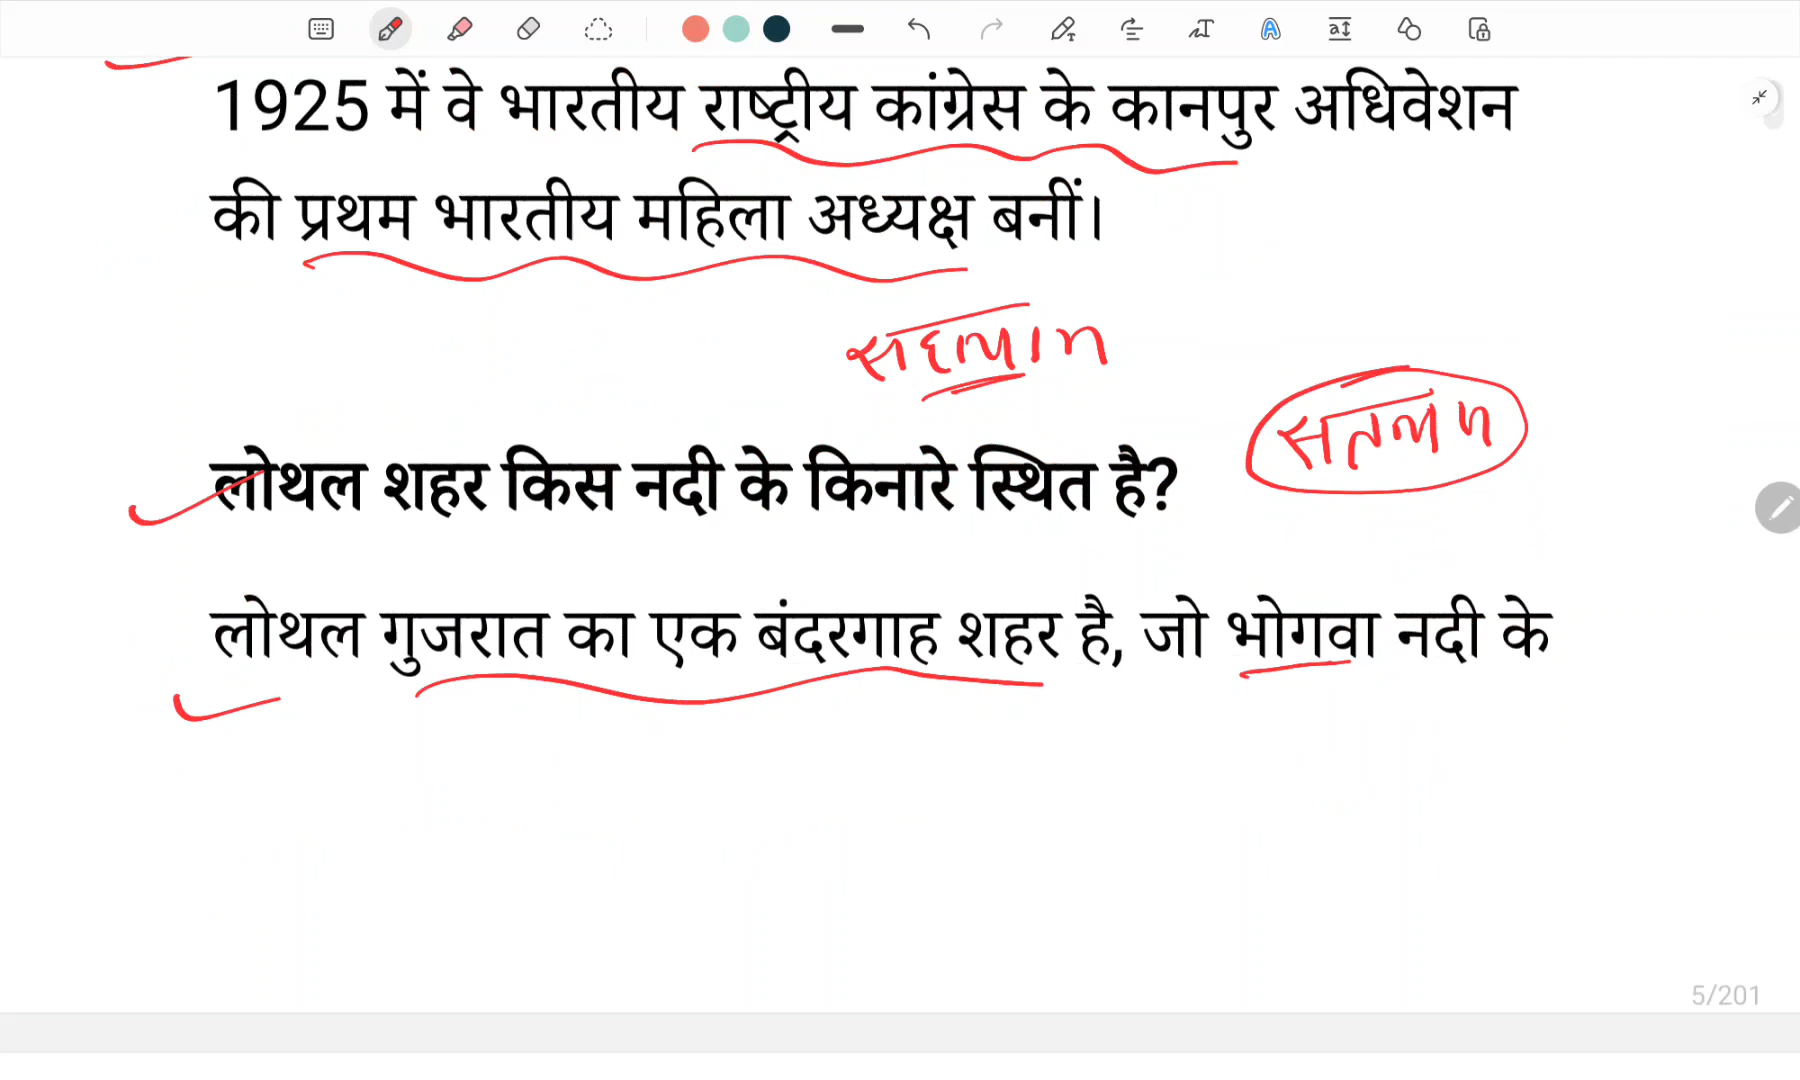 1925 में वे भारतीय राष्ट्रीय कांग्रेस के कानपुर अधिवेशन
की प्रथम भारतीय महिला अध्यक्ष बनीं।
लोथल शहर किस नदी के किनारे स्थित है?
लोथल गुजरात का एक बंदरगाह शहर है, जो भोगवा नदी के
5/201